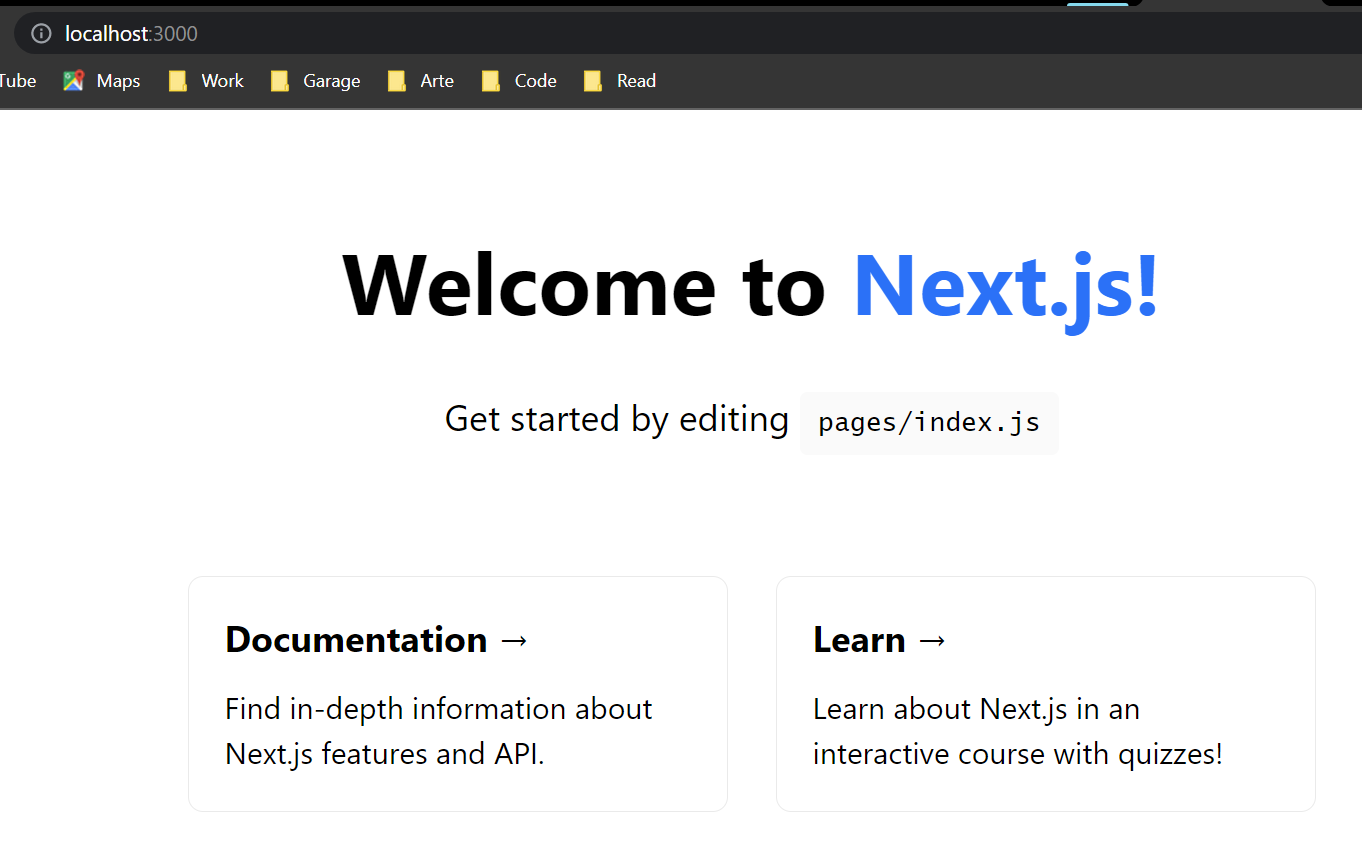 localhost:3000
Tube Maps Work Garage Arte Code Read
Welcome to Next.js!
Get started by editing pages/index.js
Documentation →
Find in-depth information about
Next.js features and API.
Learn →
Learn about Next.js in an
interactive course with quizzes!